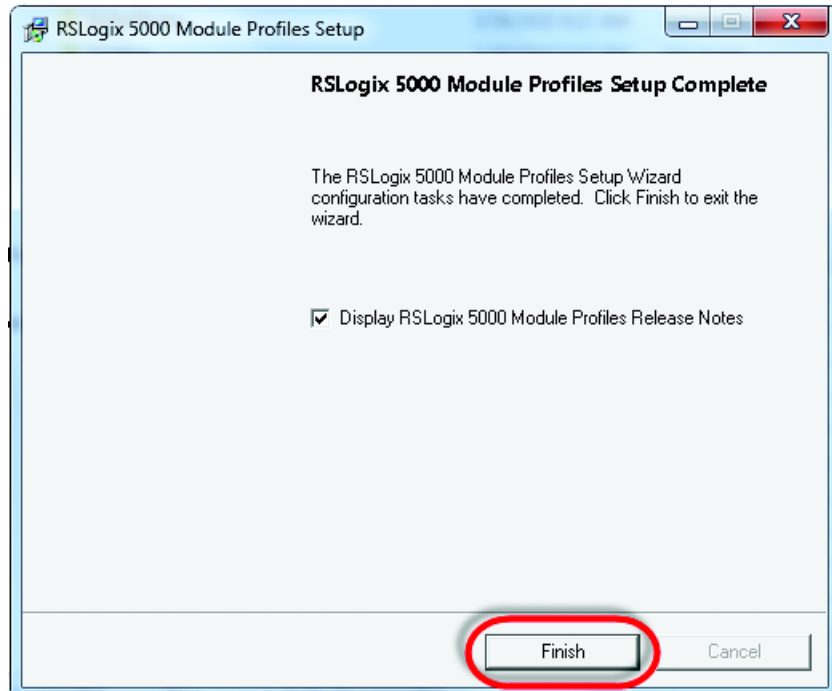 RSLogix 5000 Module Profiles Setup
RSLogix 5000 Module Profiles Setup Complete
The RSLogix 5000 Module Profiles Setup Wizard
configuration tasks have completed. Click Finish to exit the
wizard.
Display RSLogix 5000 Module Profiles Release Notes
Finish
Cancel